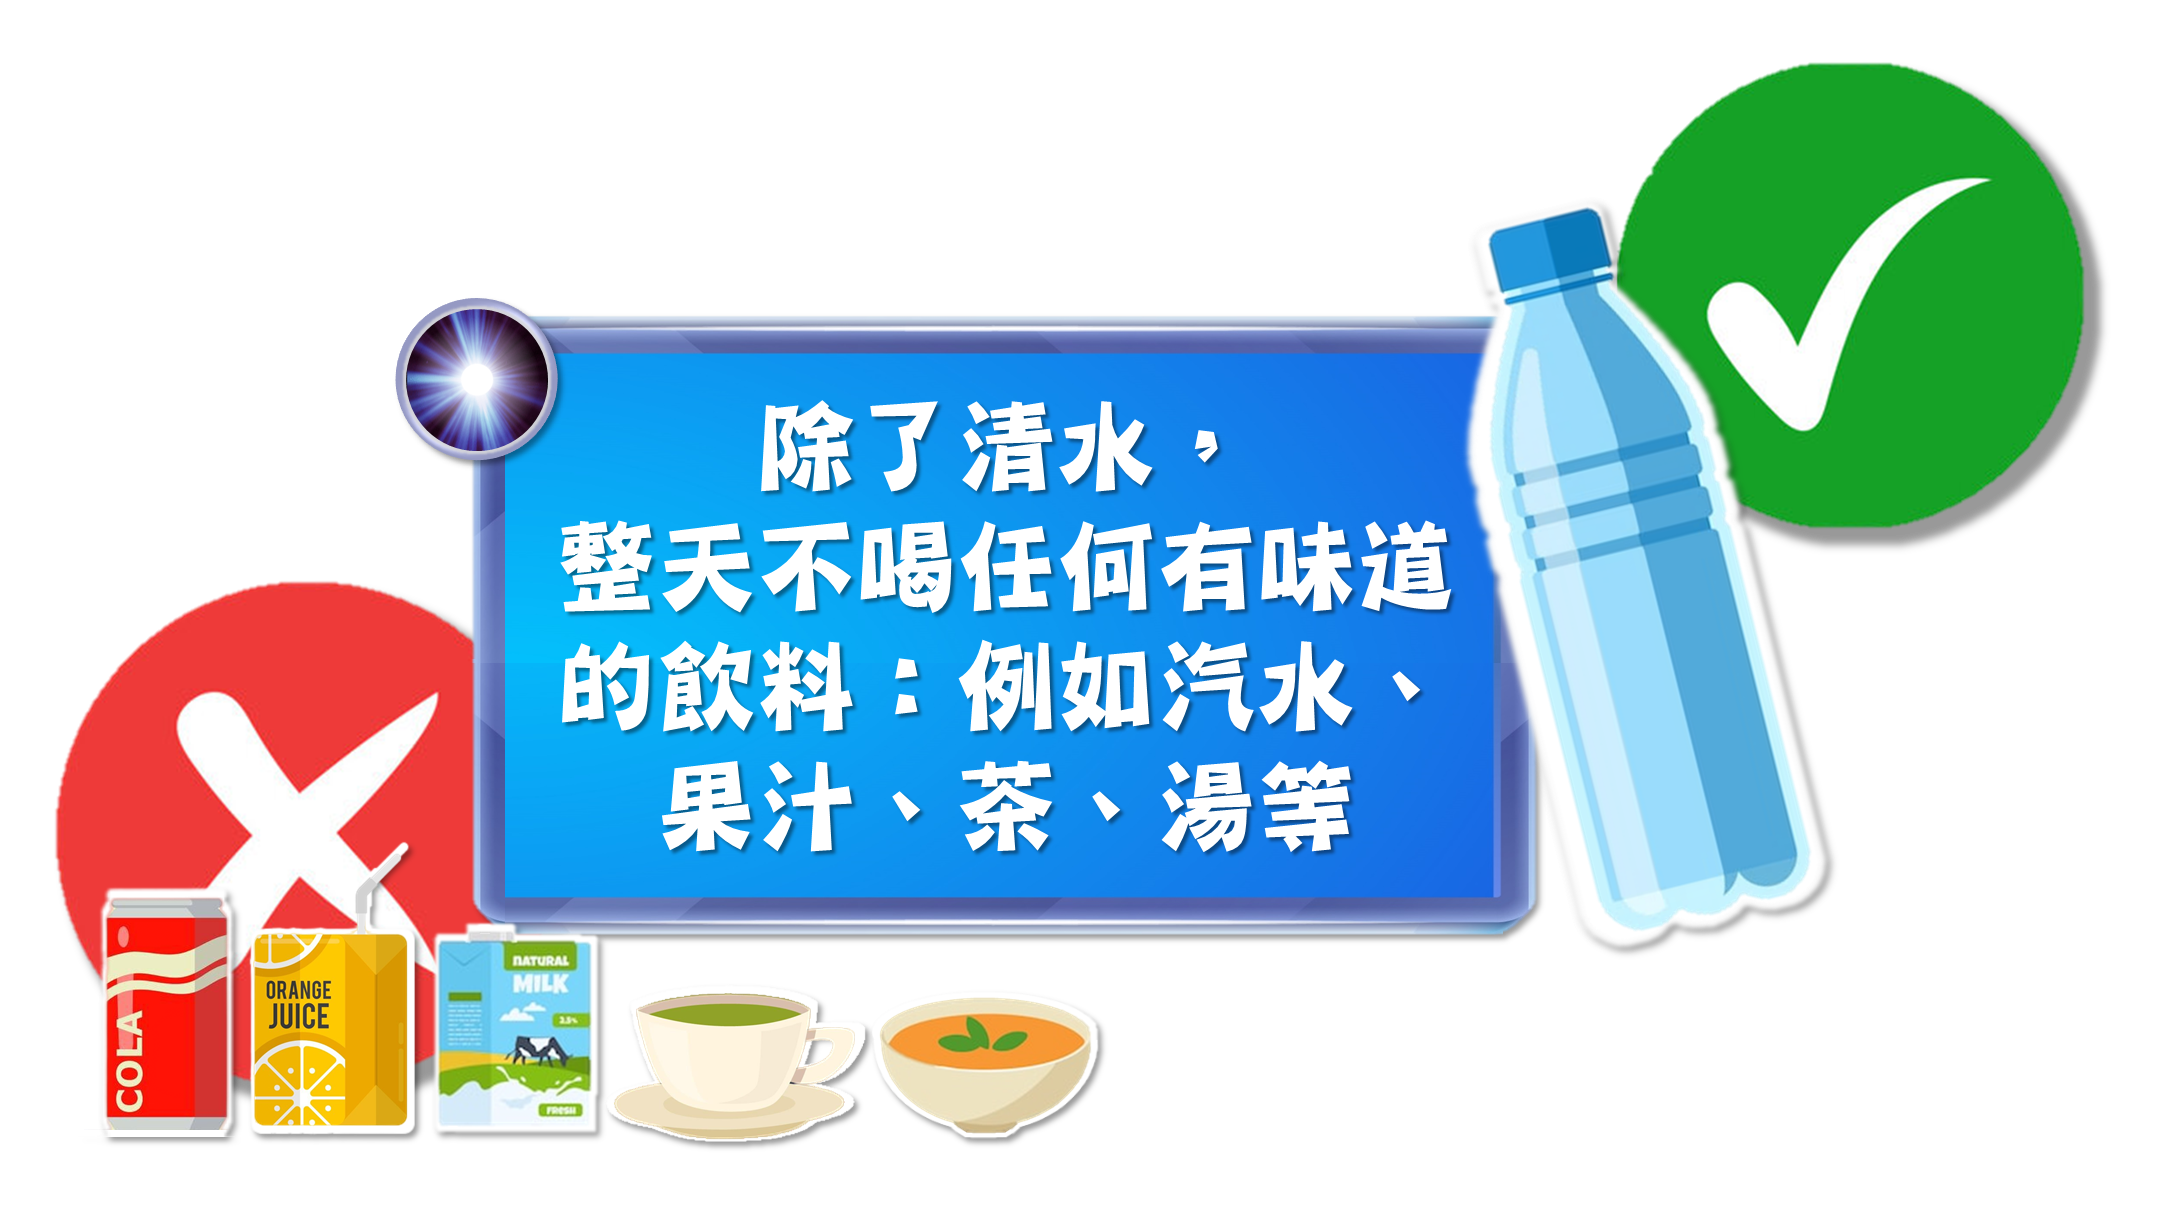 除了清水，
整天不喝任何有味道
的飲料：例如汽水、
果汁、茶、湯等
COLA
ORANGE
JUICE
NATURAL
MILK
3,5%
FRESH